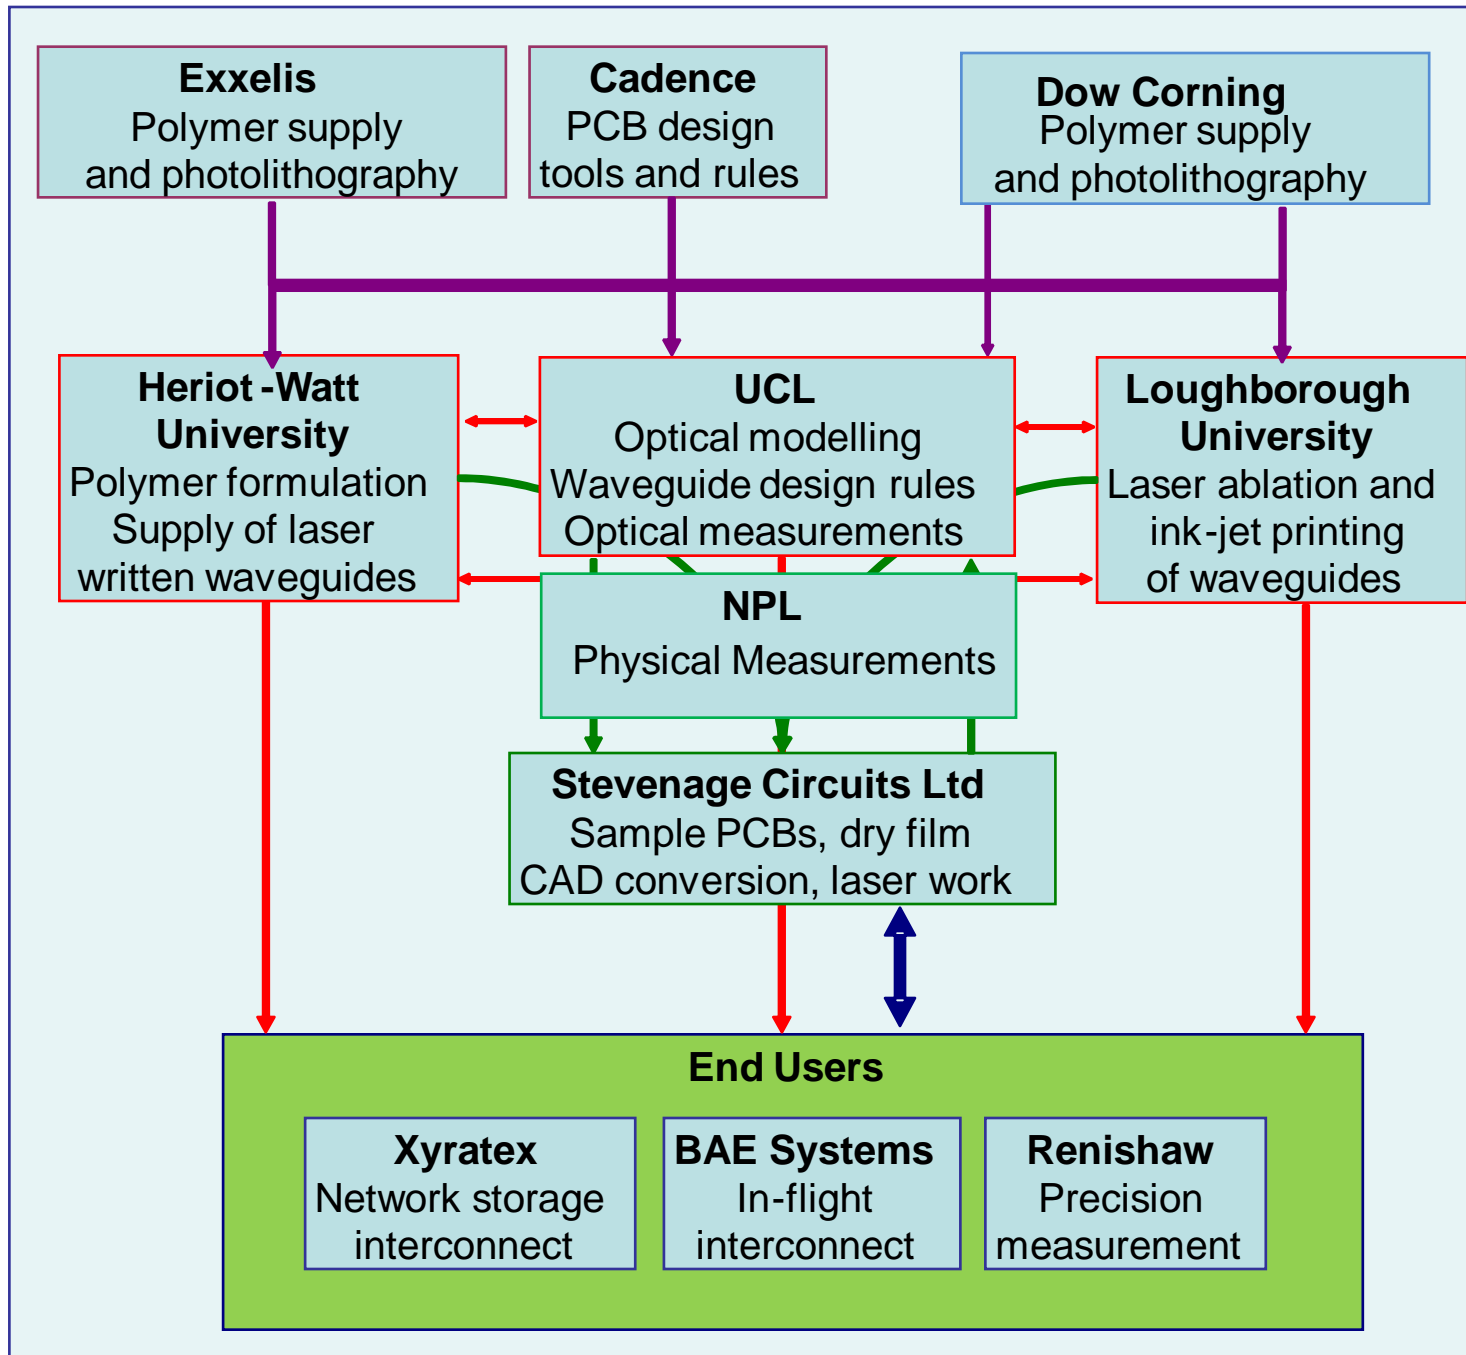 Exxelis
Polymer supply
and photolithography
Cadence
PCB design
tools and rules
Dow Corning
Polymer supply
and photolithography
Heriot-Watt
University
Polymer formulation
Supply of laser
written waveguides
UCL
Optical modelling
Waveguide design rules
Optical measurements
Loughborough
University
Laser ablation and
ink-jet printing
of waveguides
NPL
Physical Measurements
Stevenage Circuits Ltd
Sample PCBs, dry film
CAD conversion, laser work
End Users
Xyratex
Network storage
interconnect
BAE Systems
In-flight
interconnect
Renishaw
Precision
measurement